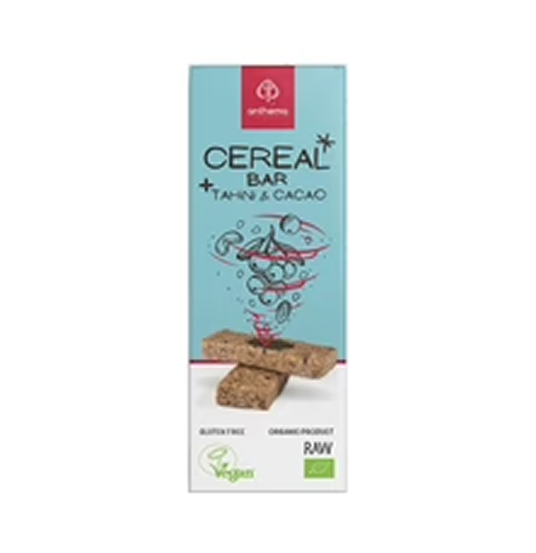 anthemis
CEREAL*
BAR
+TAHINI & CACAO
GLUTEN FREE ORGANIC PRODUCT
RAW
Vegan